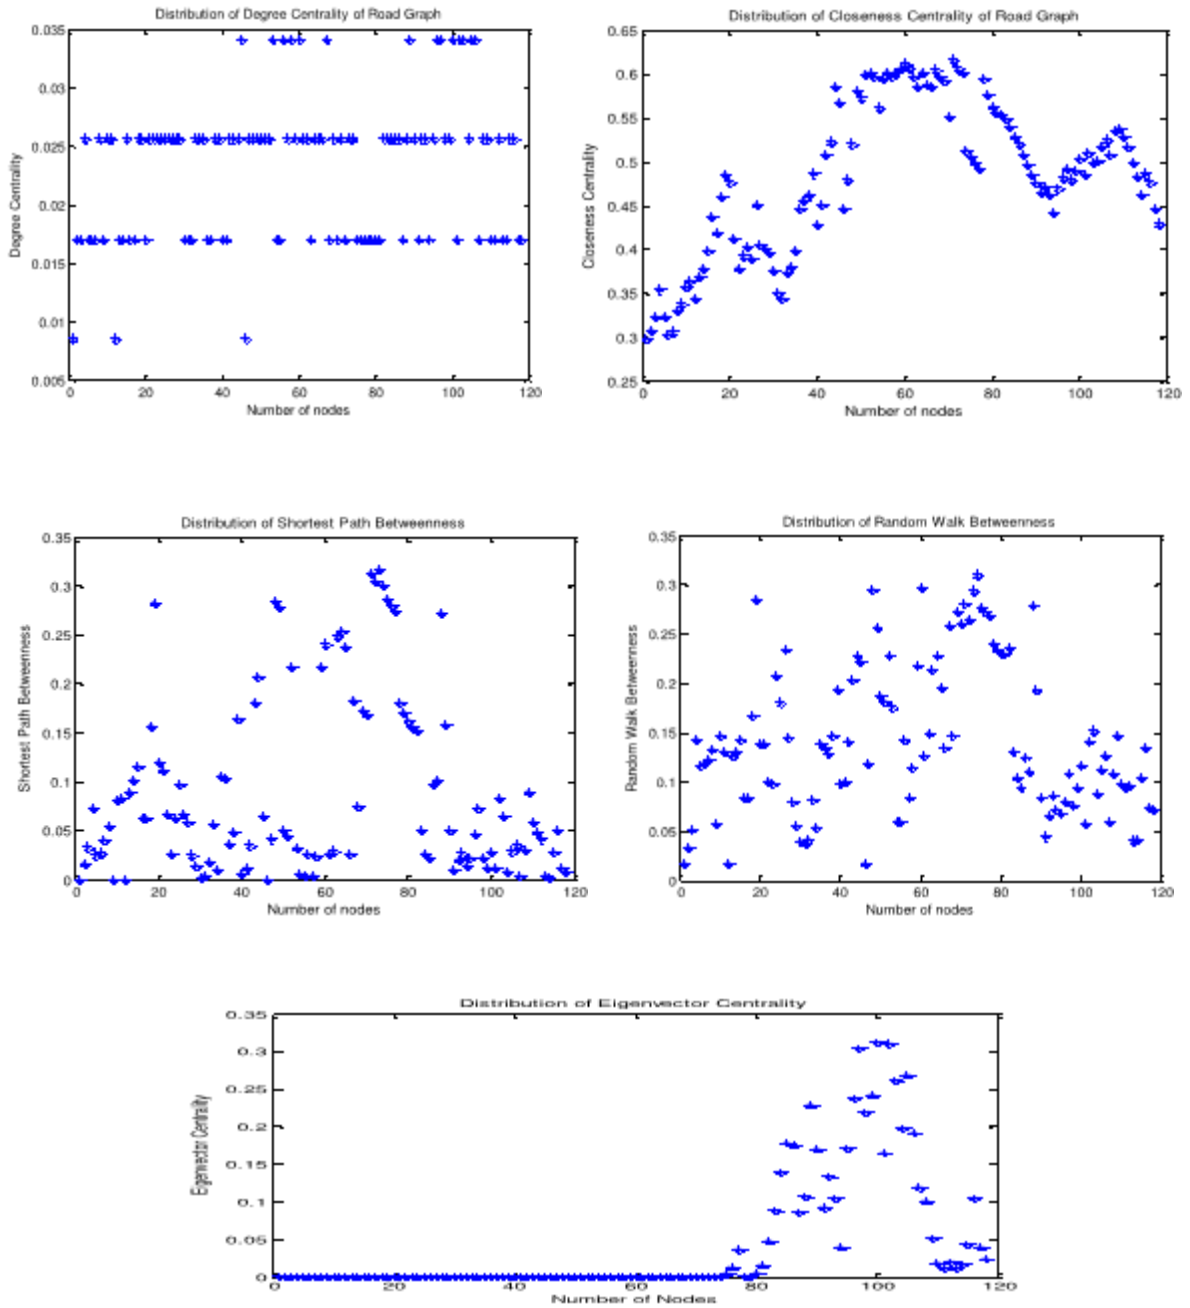 Distribution of Degree Centrality of Road Graph
0.035
0.03
0.025
0.02
0.015
0.01
0.005
Degree Centrality
0 20 40 60 80 100 120
Number of nodes
Distribution of Closeness Centrality of Road Graph
0.65
0.6
0.55
0.5
0.45
0.4
0.35
0.3
0.25
Closeness Centrality
0 20 40 60 80 100 120
Number of nodes
Distribution of Shortest Path Betweenness
0.35
0.3
0.25
0.2
0.15
0.1
0.05
0
Shortest Path Betweenness
0 20 40 60 80 100 120
Number of nodes
Distribution of Random Walk Betweenness
0.35
0.3
0.25
0.2
0.15
0.1
0.05
0
Random Walk Betweenness
0 20 40 60 80 100 120
Number of nodes
Distribution of Eigenvector Centrality
0.35
0.3
0.25
0.2
0.15
0.1
0.05
0
Eigenvector Centrality
0 20 40 60 80 100 120
Number of Nodes